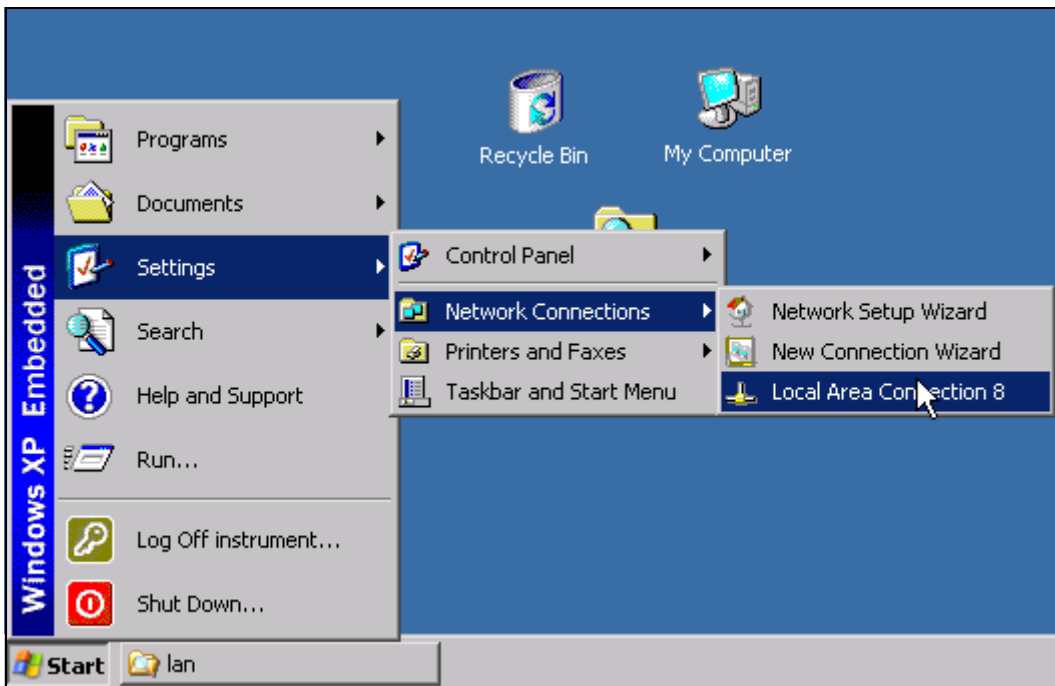 Recycle Bin
My Computer
Programs
Documents
Settings
Search
Help and Support
Run...
Log Off instrument...
Shut Down...
Windows XP Embedded
Control Panel
Network Connections
Printers and Faxes
Taskbar and Start Menu
Network Setup Wizard
New Connection Wizard
Local Area Connection 8
Start
lan